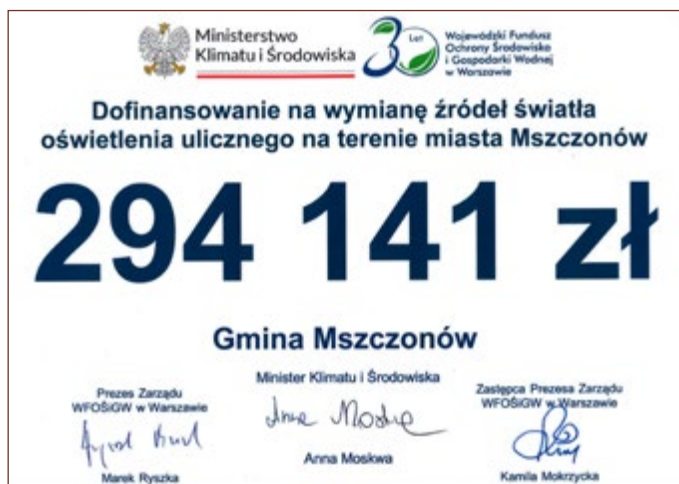 Ministerstwo
Klimatu i Środowiska
30 Lat
Wojewódzki Fundusz
Ochrony Środowiska
i Gospodarki Wodnej
w Warszawie
Dofinansowanie na wymianę źródeł światła
oświetlenia ulicznego na terenie miasta Mszczonów
294 141 zł
Gmina Mszczonów
Minister Klimatu i Środowiska
Prezes Zarządu
WFOŚiGW w Warszawie
Zastępca Prezesa Zarządu
WFOŚiGW w Warszawie
Anna Moskwa
Marek Ryszka
Kamila Mokrzycka